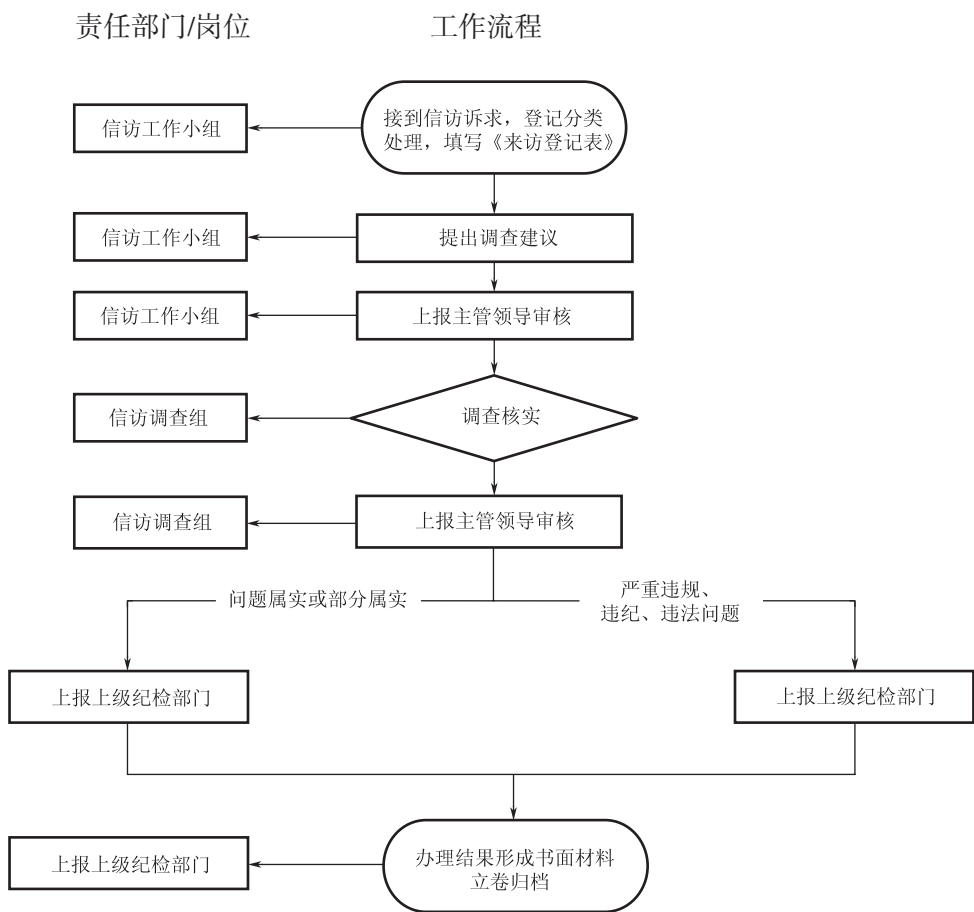 责任部门/岗位
工作流程
信访工作小组
接到信访诉求，登记分类
处理，填写《来访登记表》
信访工作小组
提出调查建议
信访工作小组
上报主管领导审核
信访调查组
调查核实
信访调查组
上报主管领导审核
问题属实或部分属实
严重违规、
违纪、违法问题
上报上级纪检部门
上报上级纪检部门
上报上级纪检部门
办理结果形成书面材料
立卷归档